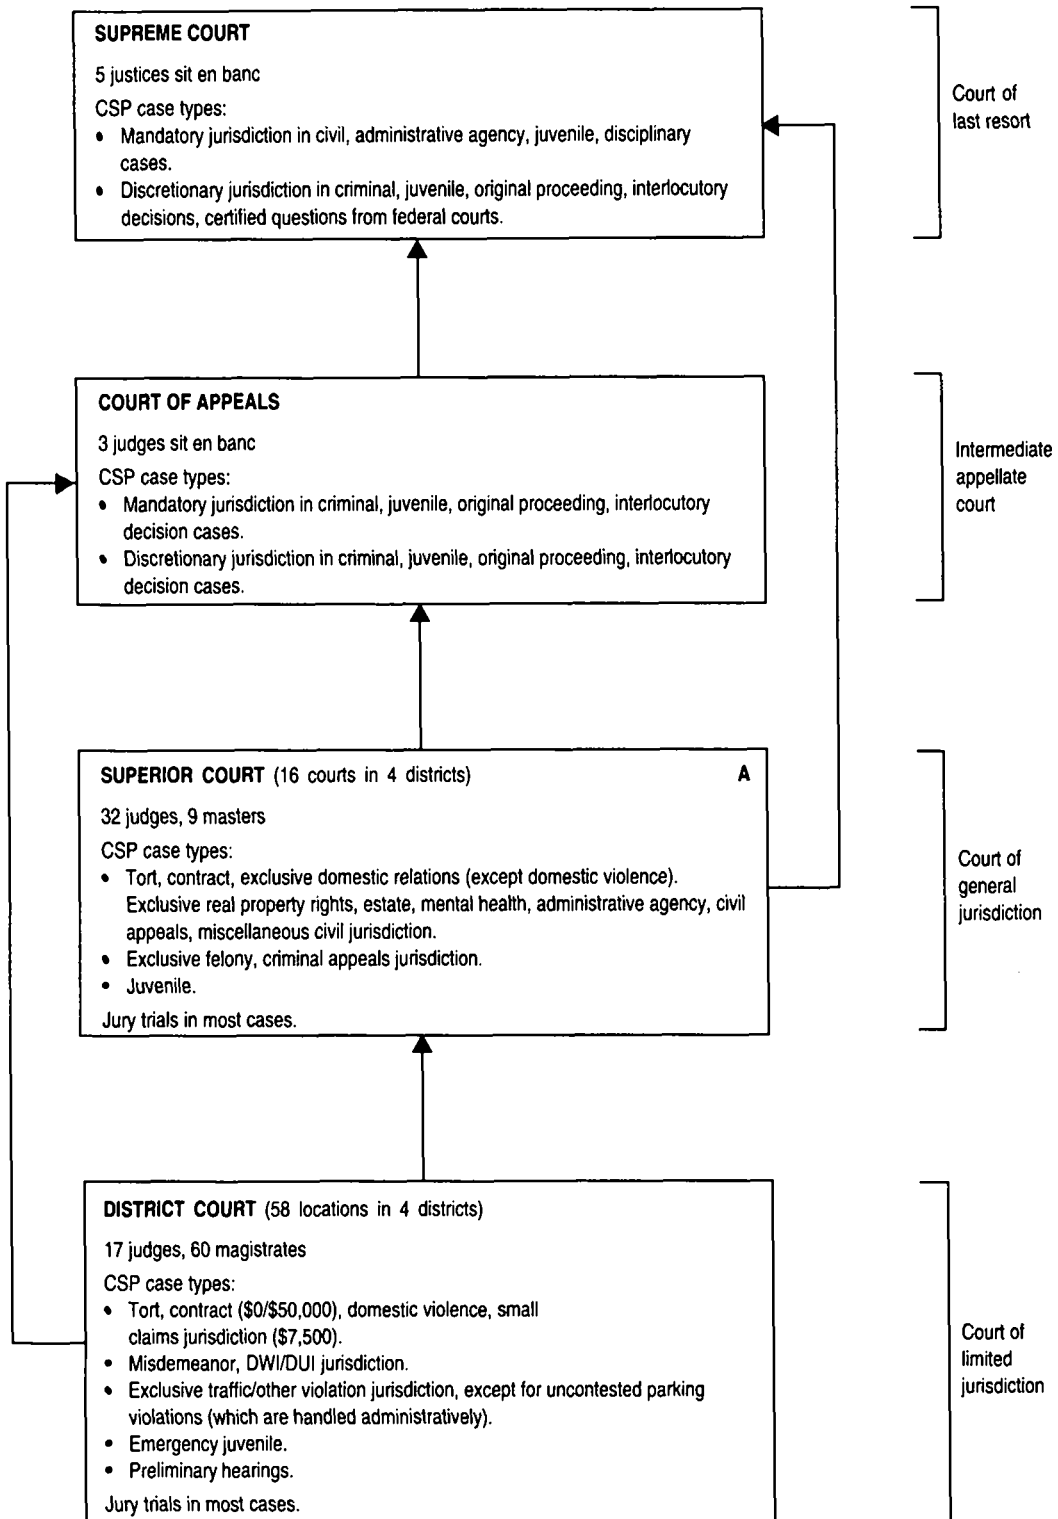 SUPREME COURT
5 justices sit en banc
CSP case types:
• Mandatory jurisdiction in civil, administrative agency, juvenile, disciplinary
cases.
• Discretionary jurisdiction in criminal, juvenile, original proceeding, interlocutory
decisions, certified questions from federal courts.
Court of
last resort
COURT OF APPEALS
3 judges sit en banc
CSP case types:
• Mandatory jurisdiction in criminal, juvenile, original proceeding, interlocutory
decision cases.
• Discretionary jurisdiction in criminal, juvenile, original proceeding, interlocutory
decision cases.
Intermediate
appellate
court
SUPERIOR COURT (16 courts in 4 districts) A
32 judges, 9 masters
CSP case types:
• Tort, contract, exclusive domestic relations (except domestic violence).
Exclusive real property rights, estate, mental health, administrative agency, civil
appeals, miscellaneous civil jurisdiction.
• Exclusive felony, criminal appeals jurisdiction.
• Juvenile.
Jury trials in most cases.
Court of
general
jurisdiction
DISTRICT COURT (58 locations in 4 districts)
17 judges, 60 magistrates
CSP case types:
• Tort, contract ($0/$50,000), domestic violence, small
claims jurisdiction ($7,500).
• Misdemeanor, DWI/DUI jurisdiction.
• Exclusive traffic/other violation jurisdiction, except for uncontested parking
violations (which are handled administratively).
• Emergency juvenile.
• Preliminary hearings.
Jury trials in most cases.
Court of
limited
jurisdiction